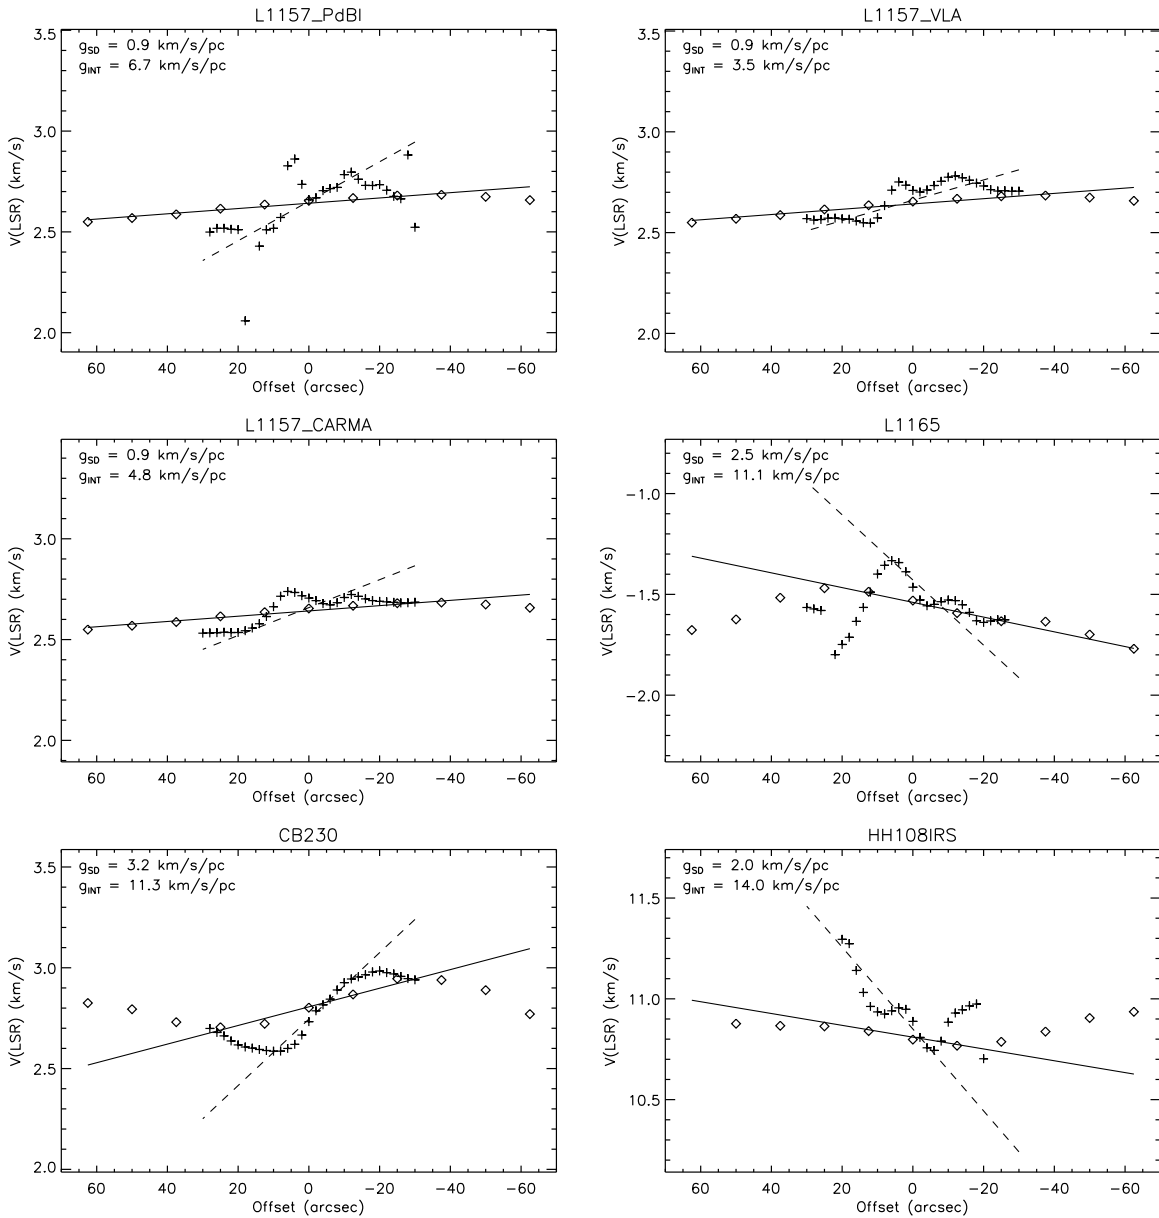 L1157_PdBI
g_SD = 0.9 km/s/pc
g_INT = 6.7 km/s/pc
3.5
3.0
2.5
2.0
V(LSR) (km/s)
60 40 20 0 −20 −40 −60
Offset (arcsec)
L1157_VLA
g_SD = 0.9 km/s/pc
g_INT = 3.5 km/s/pc
3.5
3.0
2.5
2.0
V(LSR) (km/s)
60 40 20 0 −20 −40 −60
Offset (arcsec)
L1157_CARMA
g_SD = 0.9 km/s/pc
g_INT = 4.8 km/s/pc
3.0
2.5
2.0
V(LSR) (km/s)
60 40 20 0 −20 −40 −60
Offset (arcsec)
L1165
g_SD = 2.5 km/s/pc
g_INT = 11.1 km/s/pc
−1.0
−1.5
−2.0
V(LSR) (km/s)
60 40 20 0 −20 −40 −60
Offset (arcsec)
CB230
g_SD = 3.2 km/s/pc
g_INT = 11.3 km/s/pc
3.5
3.0
2.5
2.0
V(LSR) (km/s)
60 40 20 0 −20 −40 −60
Offset (arcsec)
HH108IRS
g_SD = 2.0 km/s/pc
g_INT = 14.0 km/s/pc
11.5
11.0
10.5
V(LSR) (km/s)
60 40 20 0 −20 −40 −60
Offset (arcsec)